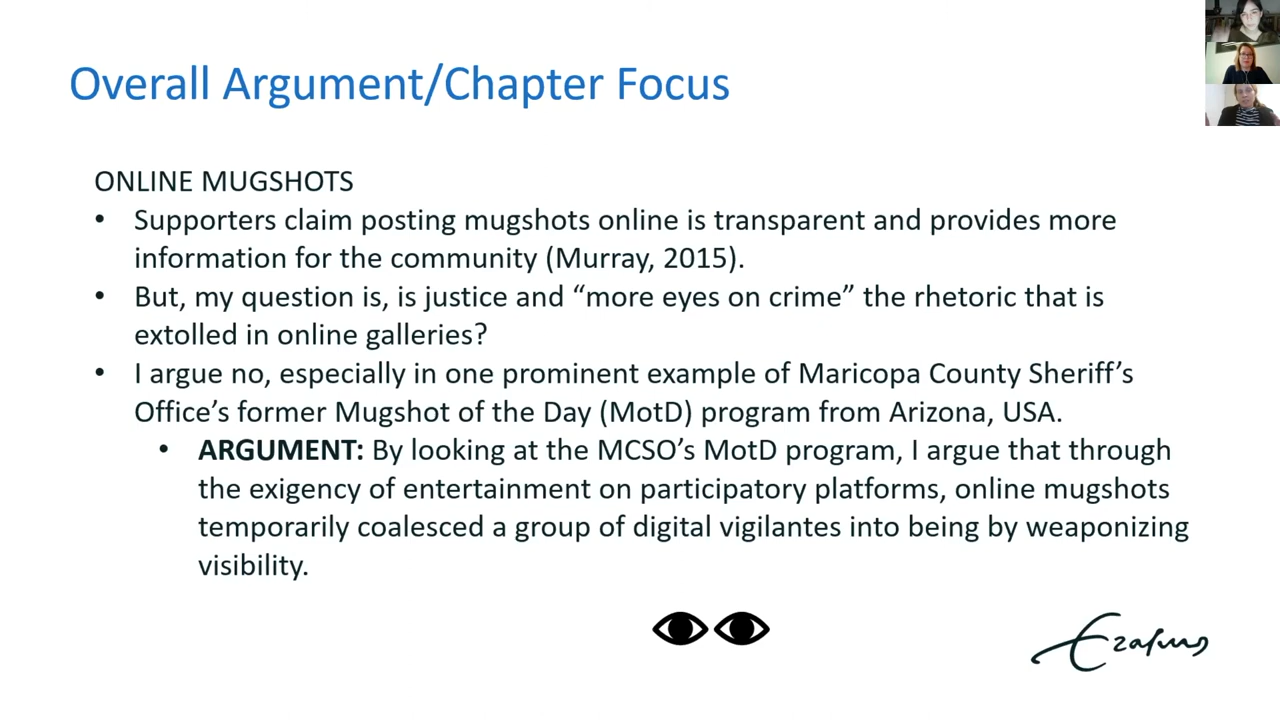 Overall Argument/Chapter Focus
ONLINE MUGSHOTS
• Supporters claim posting mugshots online is transparent and provides more
information for the community (Murray, 2015).
• But, my question is, is justice and “more eyes on crime” the rhetoric that is
extolled in online galleries?
• I argue no, especially in one prominent example of Maricopa County Sheriff’s
Office’s former Mugshot of the Day (MotD) program from Arizona, USA.
• ARGUMENT: By looking at the MCSO’s MotD program, I argue that through
the exigency of entertainment on participatory platforms, online mugshots
temporarily coalesced a group of digital vigilantes into being by weaponizing
visibility.
Erasmus